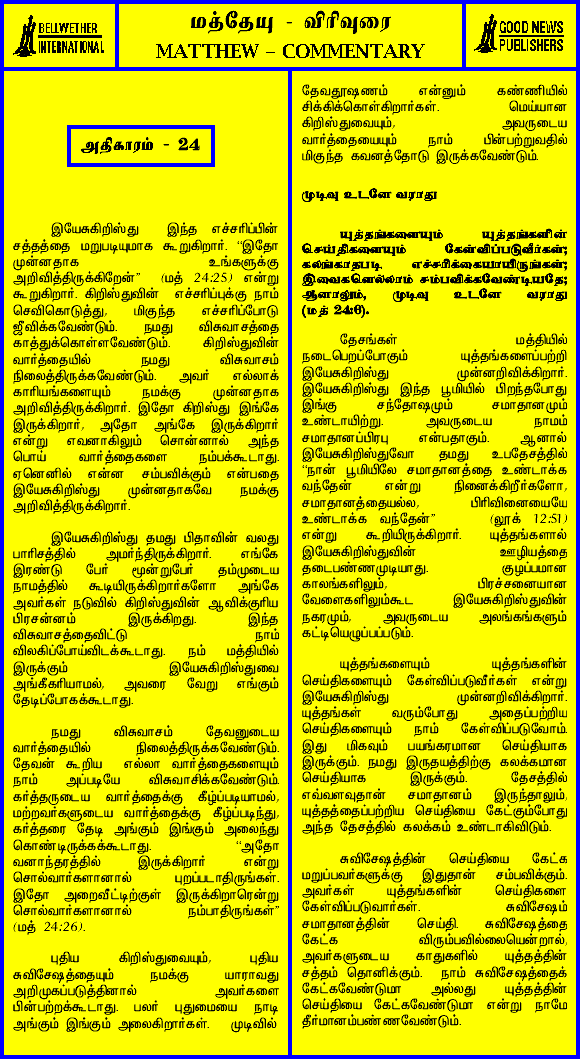 BELLWETHER
INTERNATIONAL
மத்தேயு - விரிவுரை
MATTHEW – COMMENTARY
GOOD NEWS
PUBLISHERS
அதிகாரம் - 24
இயேசுகிறிஸ்து இந்த எச்சரிப்பின்
சத்தத்தை மறுபடியுமாக கூறுகிறார். “இதோ
முன்னதாக உங்களுக்கு
அறிவித்திருக்கிறேன்” (மத் 24:25) என்று
கூறுகிறார். கிறிஸ்துவின் எச்சரிப்புக்கு நாம்
செவிகொடுத்து, மிகுந்த எச்சரிப்போடு
ஜீவிக்கவேண்டும். நமது விசுவாசத்தை
காத்துக்கொள்ளவேண்டும். கிறிஸ்துவின்
வார்த்தையில் நமது விசுவாசம்
நிலைத்திருக்கவேண்டும். அவர் எல்லாக்
காரியங்களையும் நமக்கு முன்னதாக
அறிவித்திருக்கிறார். இதோ கிறிஸ்து இங்கே
இருக்கிறார், அதோ அங்கே இருக்கிறார்
என்று எவனாகிலும் சொன்னால் அந்த
பொய் வார்த்தைகளை நம்பக்கூடாது.
ஏனெனில் என்ன சம்பவிக்கும் என்பதை
இயேசுகிறிஸ்து முன்னதாகவே நமக்கு
அறிவித்திருக்கிறார்.
இயேசுகிறிஸ்து தமது பிதாவின் வலது
பாரிசத்தில் அமர்ந்திருக்கிறார். எங்கே
இரண்டு பேர் மூன்றுபேர் தம்முடைய
நாமத்தில் கூடியிருக்கிறார்களோ அங்கே
அவர்கள் நடுவில் கிறிஸ்துவின் ஆவிக்குரிய
பிரசன்னம் இருக்கிறது. இந்த
விசுவாசத்தைவிட்டு நாம்
விலகிப்போய்விடக்கூடாது. நம் மத்தியில்
இருக்கும் இயேசுகிறிஸ்துவை
அங்கீகரியாமல், அவரை வேறு எங்கும்
தேடிப்போகக்கூடாது.
நமது விசுவாசம் தேவனுடைய
வார்த்தையில் நிலைத்திருக்கவேண்டும்.
தேவன் கூறிய எல்லா வார்த்தைகளையும்
நாம் அப்படியே விசுவாசிக்கவேண்டும்.
கர்த்தருடைய வார்த்தைக்கு கீழ்ப்படியாமல்,
மற்றவர்களுடைய வார்த்தைக்கு கீழ்ப்படிந்து,
கர்த்தரை தேடி அங்கும் இங்கும் அலைந்து
கொண்டிருக்கக்கூடாது. “அதோ
வனாந்தரத்தில் இருக்கிறார் என்று
சொல்வார்களானால் புறப்படாதிருங்கள்.
இதோ அறைவீட்டிற்குள் இருக்கிறாரென்று
சொல்வார்களானால் நம்பாதிருங்கள்”
(மத் 24:26).
புதிய கிறிஸ்துவையும், புதிய
சுவிசேஷத்தையும் நமக்கு யாராவது
அறிமுகப்படுத்தினால் அவர்களை
பின்பற்றக்கூடாது. பலர் புதுமையை நாடி
அங்கும் இங்கும் அலைகிறார்கள். முடிவில்
தேவதூஷணம் என்னும் கண்ணியில்
சிக்கிக்கொள்கிறார்கள். மெய்யான
கிறிஸ்துவையும், அவருடைய
வார்த்தையையும் நாம் பின்பற்றுவதில்
மிகுந்த கவனத்தோடு இருக்கவேண்டும்.
முடிவு உடனே வராது
யுத்தங்களையும் யுத்தங்களின்
செய்திகளையும் கேள்விப்படுவீர்கள்;
கலங்காதபடி எச்சரிக்கையாயிருங்கள்;
இவைகளெல்லாம் சம்பவிக்கவேண்டியதே;
ஆனாலும், முடிவு உடனே வராது
(மத் 24:6).
தேசங்கள் மத்தியில்
நடைபெறப்போகும் யுத்தங்களைப்பற்றி
இயேசுகிறிஸ்து முன்னறிவிக்கிறார்.
இயேசுகிறிஸ்து இந்த பூமியில் பிறந்தபோது
இங்கு சந்தோஷமும் சமாதானமும்
உண்டாயிற்று. அவருடைய நாமம்
சமாதானப்பிரபு என்பதாகும். ஆனால்
இயேசுகிறிஸ்துவோ தமது உபதேசத்தில்
“நான் பூமியிலே சமாதானத்தை உண்டாக்க
வந்தேன் என்று நினைக்கிறீர்களோ,
சமாதானத்தையல்ல, பிரிவினையையே
உண்டாக்க வந்தேன்” (லூக் 12:51)
என்று கூறியிருக்கிறார். யுத்தங்களால்
இயேசுகிறிஸ்துவின் ஊழியத்தை
தடைபண்ணமுடியாது. குழப்பமான
காலங்களிலும், பிரச்சனையான
வேளைகளிலும்கூட இயேசுகிறிஸ்துவின்
நகரமும், அவருடைய அலங்கங்களும்
கட்டியெழுப்பப்படும்.
யுத்தங்களையும் யுத்தங்களின்
செய்திகளையும் கேள்விப்படுவீர்கள் என்று
இயேசுகிறிஸ்து முன்னறிவிக்கிறார்.
யுத்தங்கள் வரும்போது அதைப்பற்றிய
செய்திகளையும் நாம் கேள்விப்படுவோம்.
இது மிகவும் பயங்கரமான செய்தியாக
இருக்கும். நமது இருதயத்திற்கு கலக்கமான
செய்தியாக இருக்கும். தேசத்தில்
எவ்வளவுதான் சமாதானம் இருந்தாலும்,
யுத்தத்தைப்பற்றிய செய்தியை கேட்கும்போது
அந்த தேசத்தில் கலக்கம் உண்டாகிவிடும்.
சுவிசேஷத்தின் செய்தியை கேட்க
மறுப்பவர்களுக்கு இதுதான் சம்பவிக்கும்.
அவர்கள் யுத்தங்களின் செய்திகளை
கேள்விப்படுவார்கள். சுவிசேஷம்
சமாதானத்தின் செய்தி. சுவிசேஷத்தை
கேட்க விரும்பவில்லையென்றால்,
அவர்களுடைய காதுகளில் யுத்தத்தின்
சத்தம் தொனிக்கும். நாம் சுவிசேஷத்தைக்
கேட்கவேண்டுமா அல்லது யுத்தத்தின்
செய்தியை கேட்கவேண்டுமா என்று நாமே
தீர்மானம்பண்ணவேண்டும்.